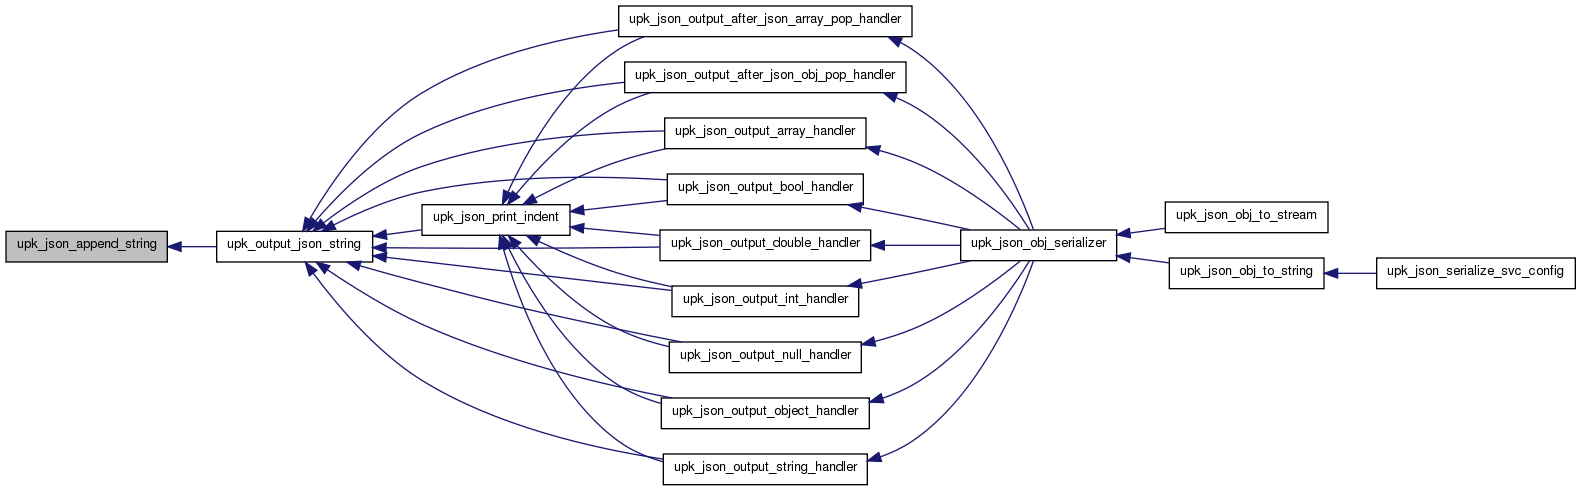 upk_json_append_string
upk_output_json_string
upk_json_print_indent
upk_json_output_after_json_array_pop_handler
upk_json_output_after_json_obj_pop_handler
upk_json_output_array_handler
upk_json_output_bool_handler
upk_json_output_double_handler
upk_json_output_int_handler
upk_json_output_null_handler
upk_json_output_object_handler
upk_json_output_string_handler
upk_json_obj_serializer
upk_json_obj_to_stream
upk_json_obj_to_string
upk_json_serialize_svc_config